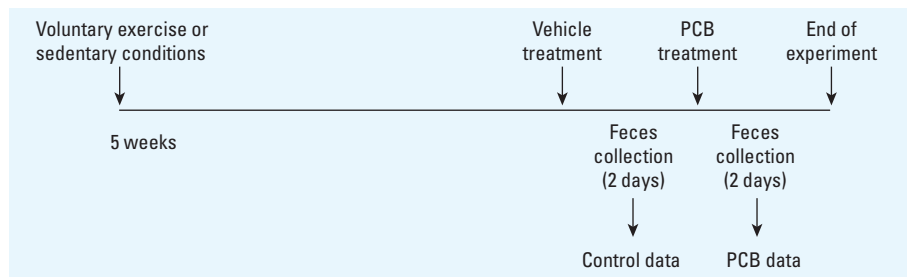 Voluntary exercise or
sedentary conditions
Vehicle
treatment
PCB
treatment
End of
experiment
5 weeks
Feces
collection
(2 days)
Feces
collection
(2 days)
Control data
PCB data